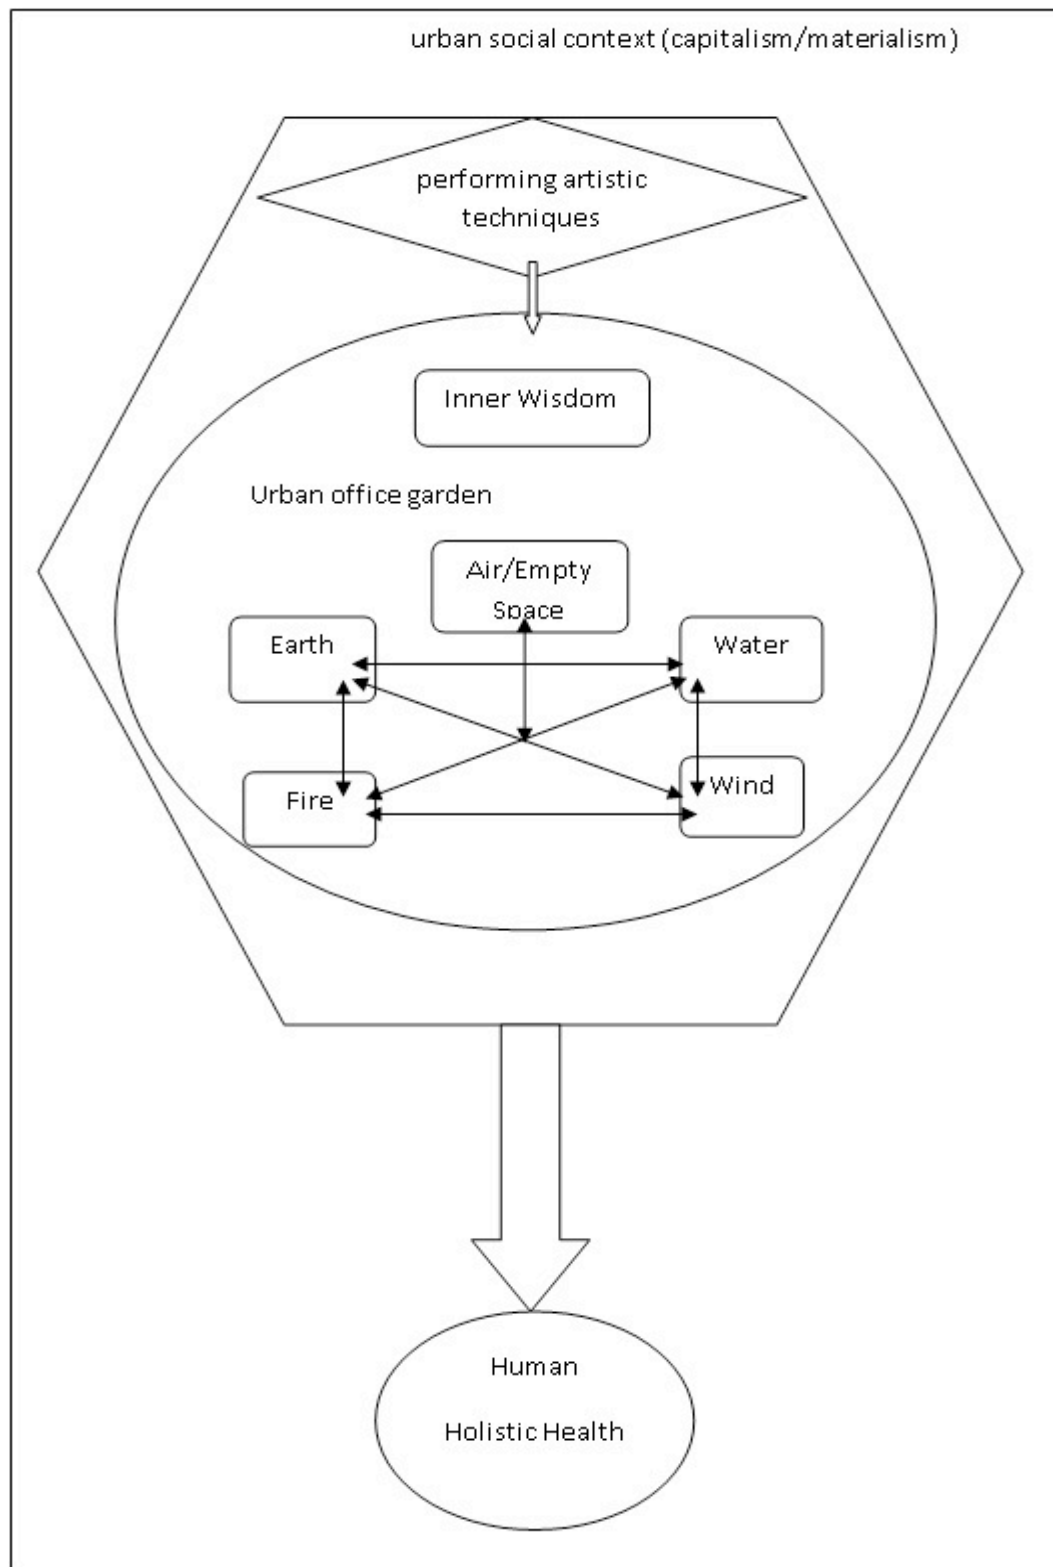 urban social context (capitalism/materialism)
performing artistic
techniques
Inner Wisdom
Urban office garden
Air/Empty
Space
Earth
Water
Fire
Wind
Human
Holistic Health